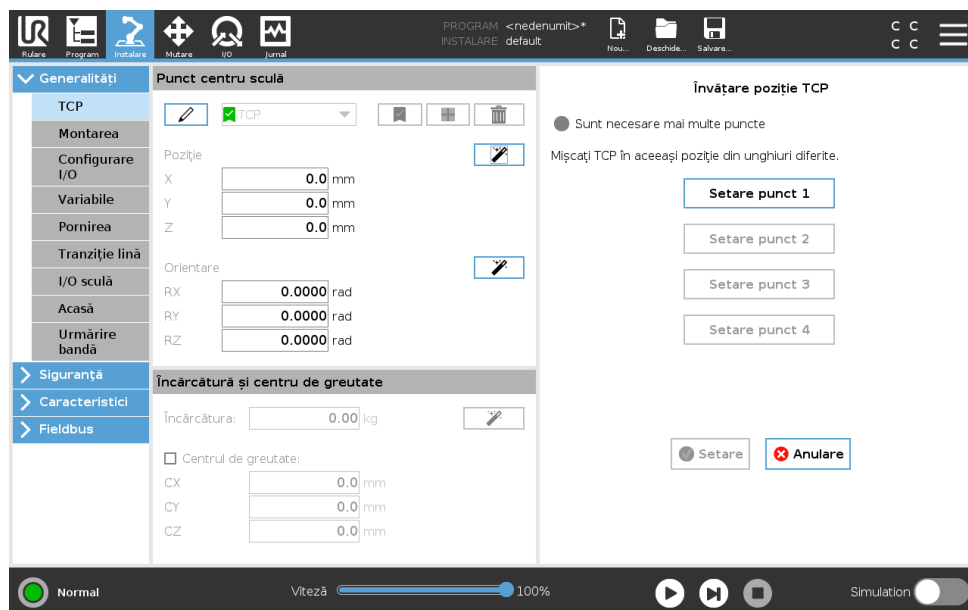 PROGRAM <nedenumit>*
INSTALARE default
Rulare Program Instalare Mutare I/O Jurnal Nou... Deschide... Salvare...
C C
C C
Generalități
TCP
Montarea
Configurare
I/O
Variabile
Pornirea
Tranziție lină
I/O sculă
Acasă
Urmărire
bandă
Siguranță
Caracteristici
Fieldbus
Punct centru sculă
TCP
Poziție
X 0.0 mm
Y 0.0 mm
Z 0.0 mm
Orientare
RX 0.0000 rad
RY 0.0000 rad
RZ 0.0000 rad
Încărcătură și centru de greutate
Încărcătura: 0.00 kg
Centrul de greutate:
CX 0.0 mm
CY 0.0 mm
CZ 0.0 mm
Învățare poziție TCP
Sunt necesare mai multe puncte
Mișcați TCP în aceeași poziție din unghiuri diferite.
Setare punct 1
Setare punct 2
Setare punct 3
Setare punct 4
Setare Anulare
Normal Viteză 100% Simulation